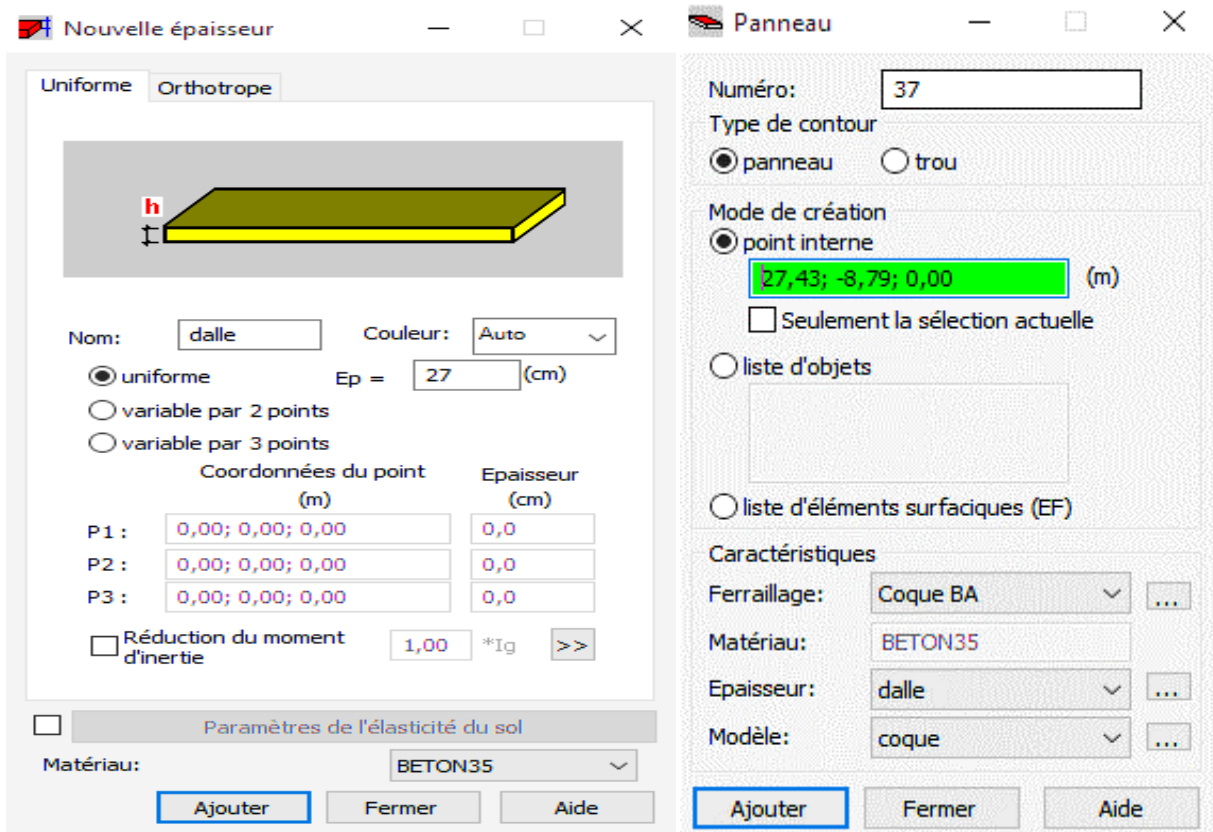 Nouvelle épaisseur
Uniforme Orthotrope
h
Nom: dalle Couleur: Auto
uniforme Ep = 27 (cm)
variable par 2 points
variable par 3 points
Coordonnées du point Epaisseur
(m) (cm)
P1 : 0,00; 0,00; 0,00 0,0
P2 : 0,00; 0,00; 0,00 0,0
P3 : 0,00; 0,00; 0,00 0,0
Réduction du moment
d'inertie 1,00 *Ig >>
Paramètres de l'élasticité du sol
Matériau: BETON35
Ajouter Fermer Aide
Panneau
Numéro: 37
Type de contour
panneau trou
Mode de création
point interne
27,43; -8,79; 0,00 (m)
Seulement la sélection actuelle
liste d'objets
liste d'éléments surfaciques (EF)
Caractéristiques
Ferraillage: Coque BA ...
Matériau: BETON35
Epaisseur: dalle ...
Modèle: coque ...
Ajouter Fermer Aide